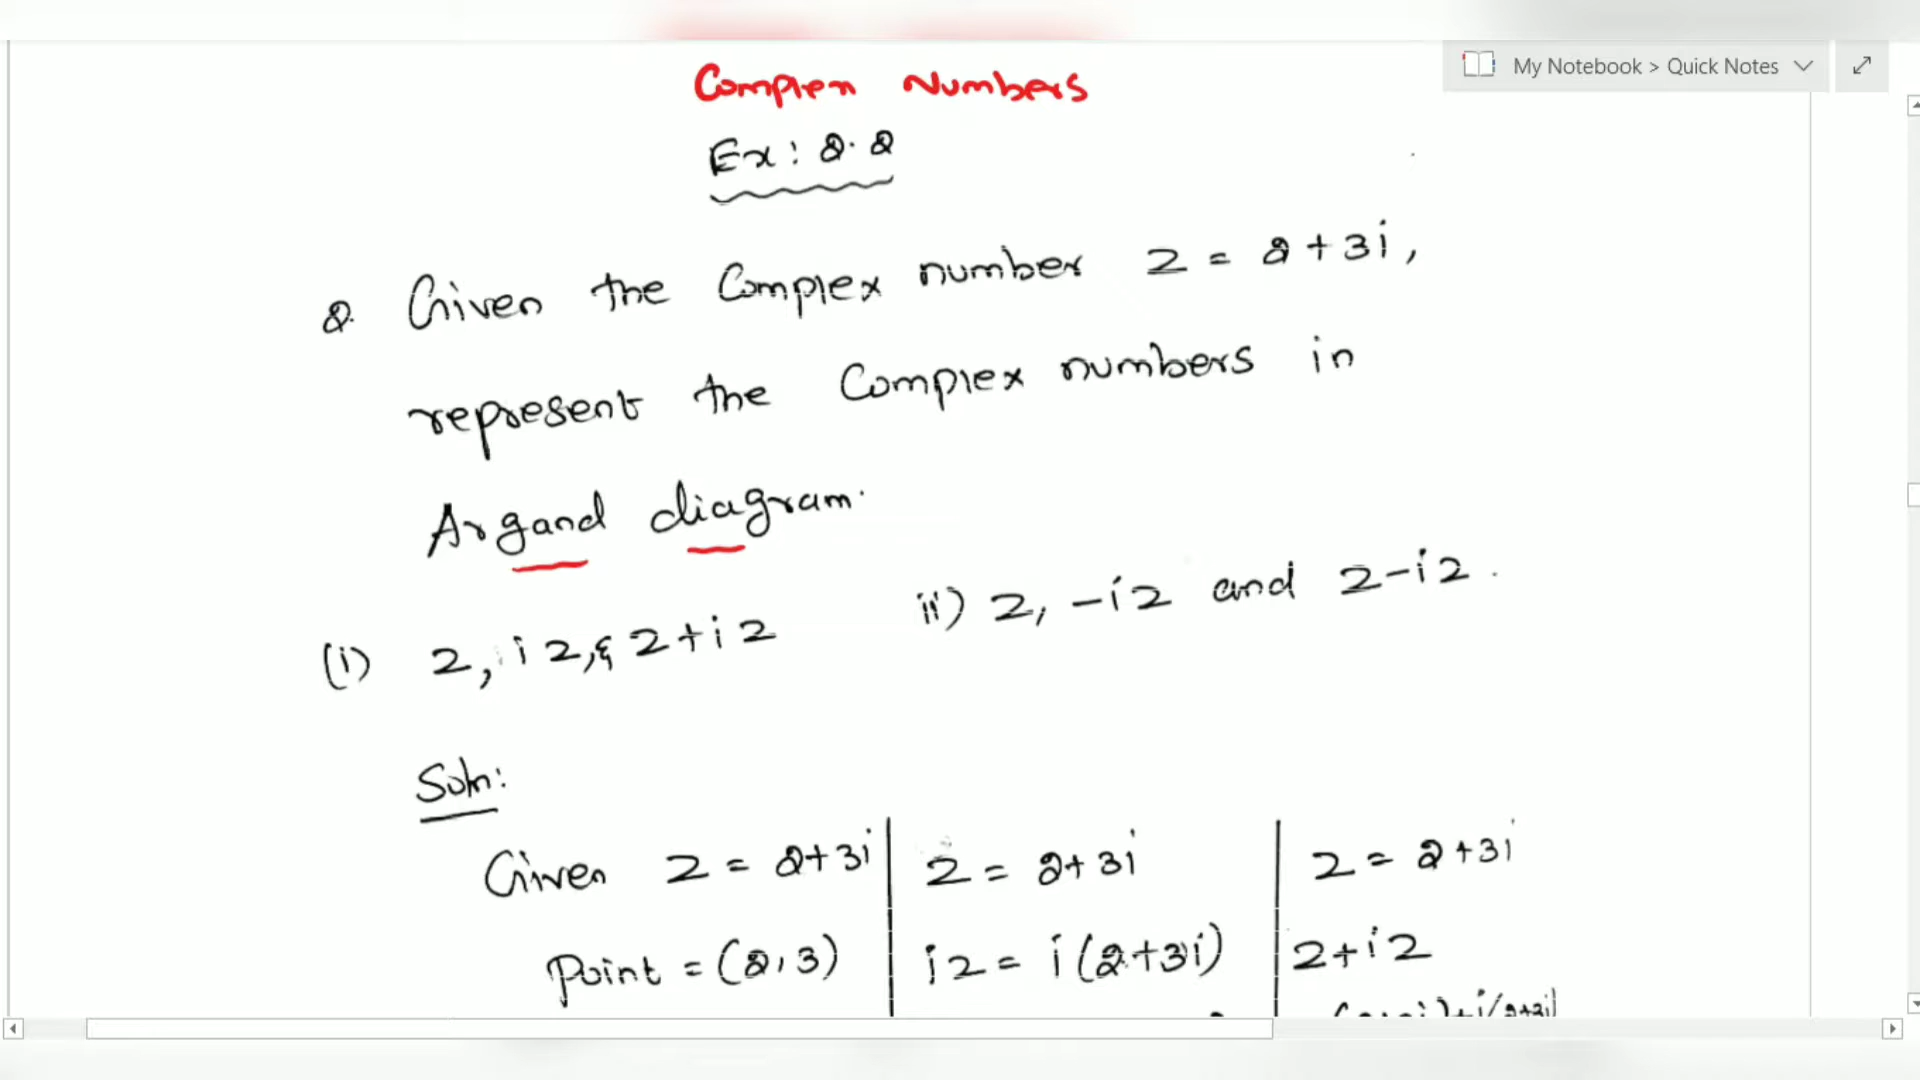 My Notebook > Quick Notes
Complex Numbers
Ex: 2.2
2. Given the Complex number z = 2+3i,
represent the Complex numbers in
Argand diagram.
(i) z, iz, & z+iz ii) z, -iz and z-iz.
Soln:
Given z = 2+3i z = 2+3i z = 2+3i
Point = (2,3) iz = i(2+3i) z+iz